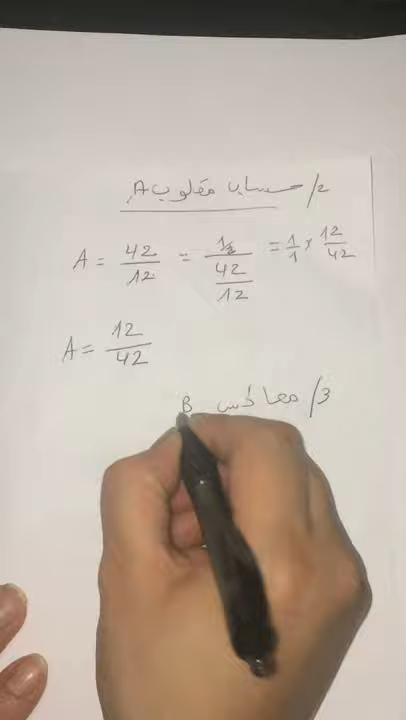 2/ حساب مقلوب A
A = 42/12 = 1/(42/12) = 1/1 × 12/42
A = 12/42
3/ معاكس B